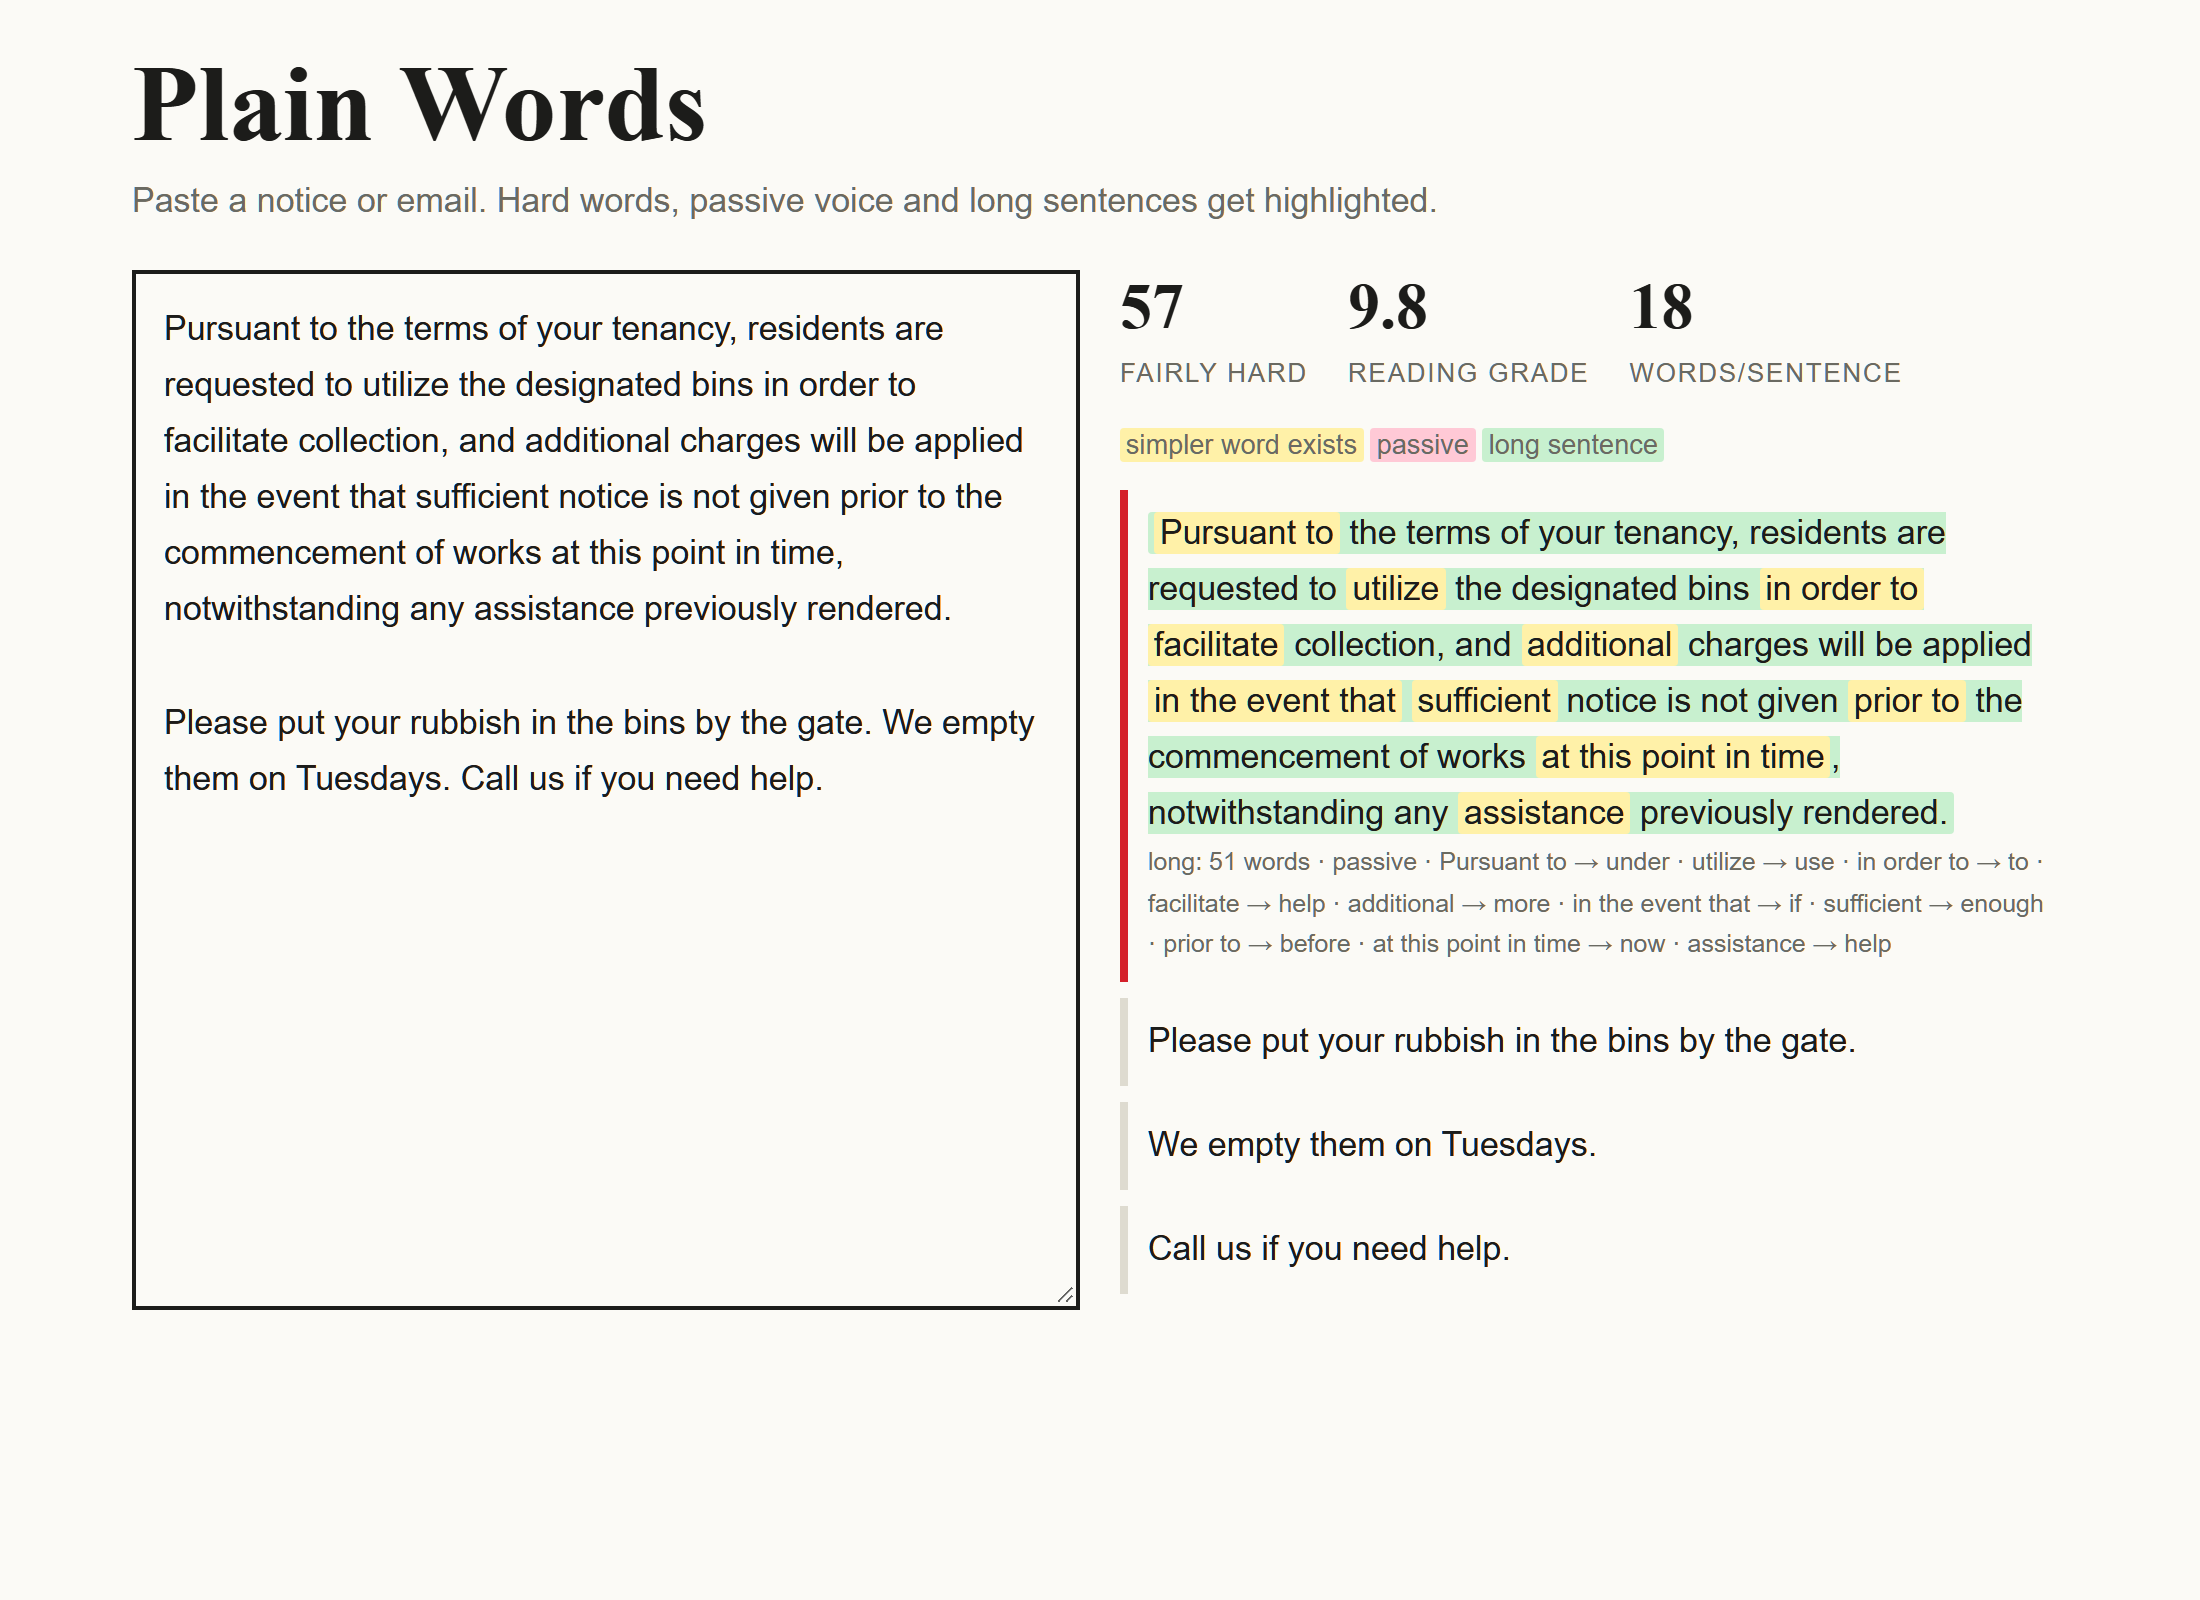 Plain Words
Paste a notice or email. Hard words, passive voice and long sentences get highlighted.
Pursuant to the terms of your tenancy, residents are
requested to utilize the designated bins in order to
facilitate collection, and additional charges will be applied
in the event that sufficient notice is not given prior to the
commencement of works at this point in time,
notwithstanding any assistance previously rendered.
Please put your rubbish in the bins by the gate. We empty
them on Tuesdays. Call us if you need help.
57 9.8 18
FAIRLY HARD READING GRADE WORDS/SENTENCE
simpler word exists passive long sentence
Pursuant to the terms of your tenancy, residents are
requested to utilize the designated bins in order to
facilitate collection, and additional charges will be applied
in the event that sufficient notice is not given prior to the
commencement of works at this point in time,
notwithstanding any assistance previously rendered.
long: 51 words · passive · Pursuant to → under · utilize → use · in order to → to ·
facilitate → help · additional → more · in the event that → if · sufficient → enough
· prior to → before · at this point in time → now · assistance → help
Please put your rubbish in the bins by the gate.
We empty them on Tuesdays.
Call us if you need help.